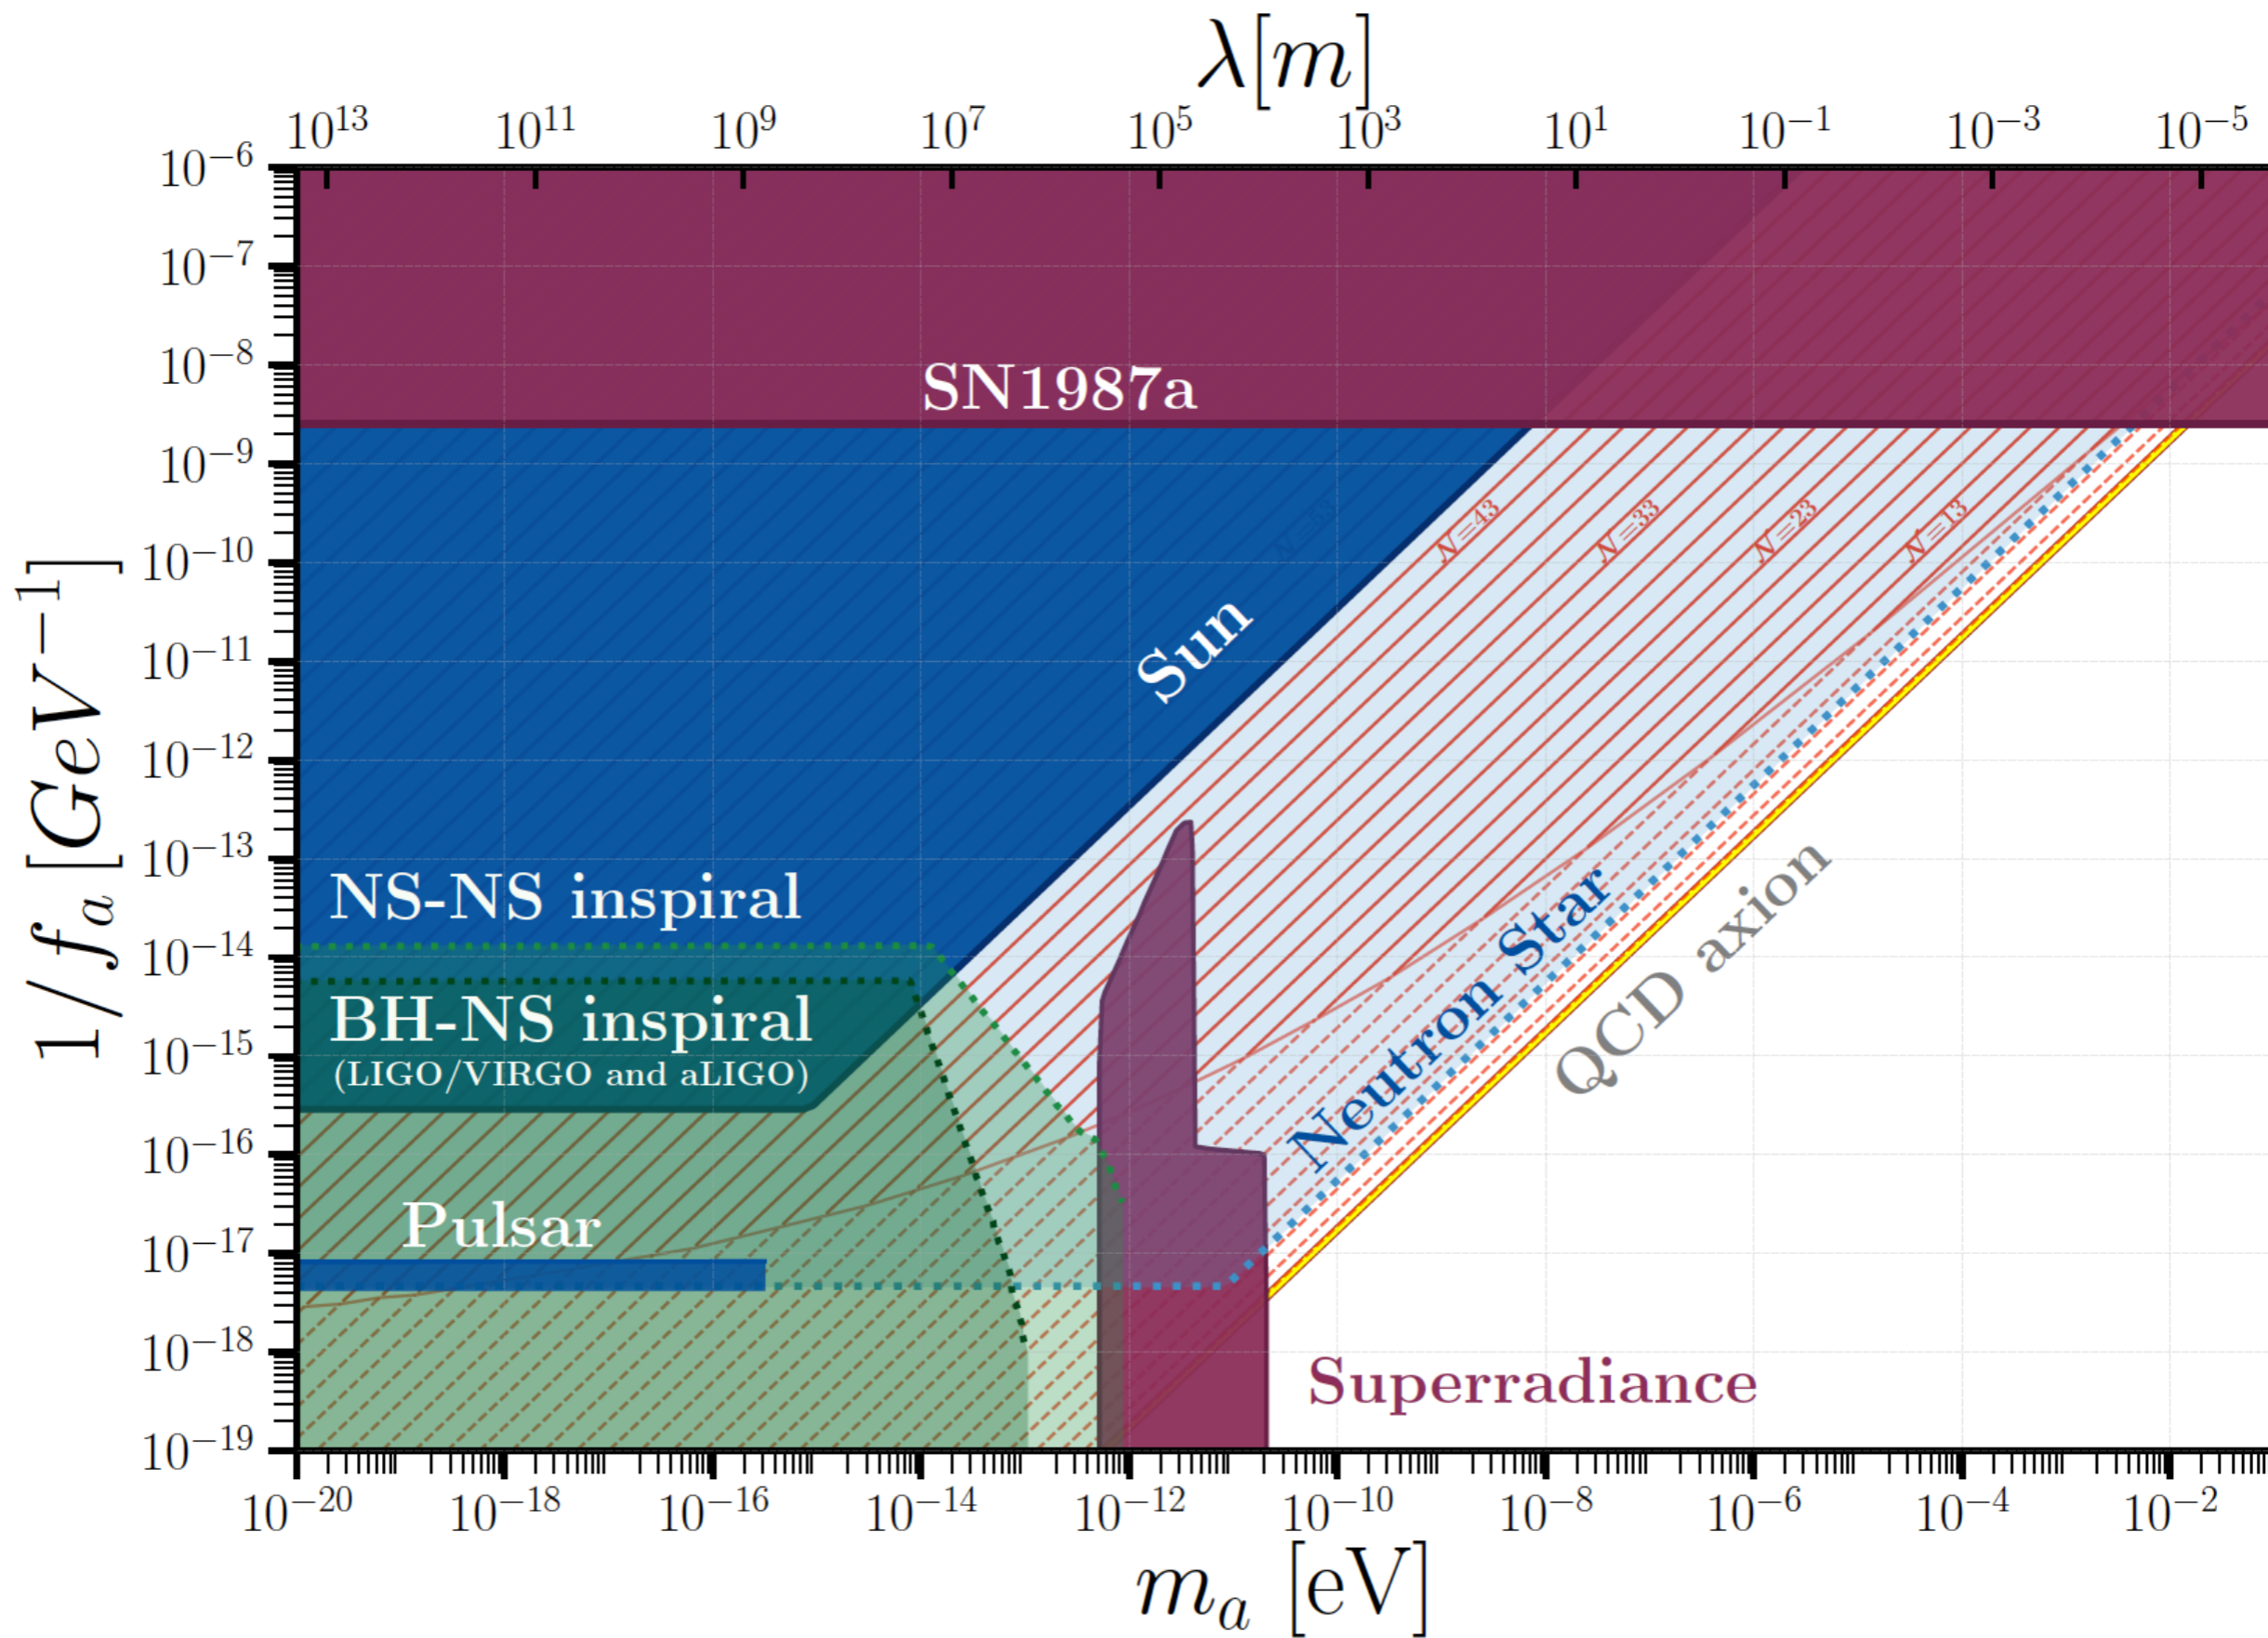 λ[m]
10^13 10^11 10^9 10^7 10^5 10^3 10^1 10^−1 10^−3 10^−5
10^−6
10^−7
10^−8
10^−9
10^−10
10^−11
10^−12
10^−13
10^−14
10^−15
10^−16
10^−17
10^−18
10^−19
1/f_a [GeV^−1]
SN1987a
N=43
N=33
N=23
N=13
Sun
NS-NS inspiral
BH-NS inspiral
(LIGO/VIRGO and aLIGO)
Neutron Star
QCD axion
Pulsar
Superradiance
10^−20 10^−18 10^−16 10^−14 10^−12 10^−10 10^−8 10^−6 10^−4 10^−2
m_a [eV]